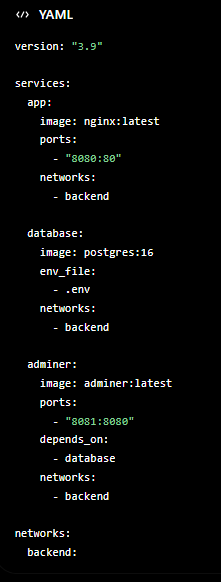 </> YAML
version: "3.9"
services:
  app:
    image: nginx:latest
    ports:
      - "8080:80"
    networks:
      - backend
  database:
    image: postgres:16
    env_file:
      - .env
    networks:
      - backend
  adminer:
    image: adminer:latest
    ports:
      - "8081:8080"
    depends_on:
      - database
    networks:
      - backend
networks:
  backend: